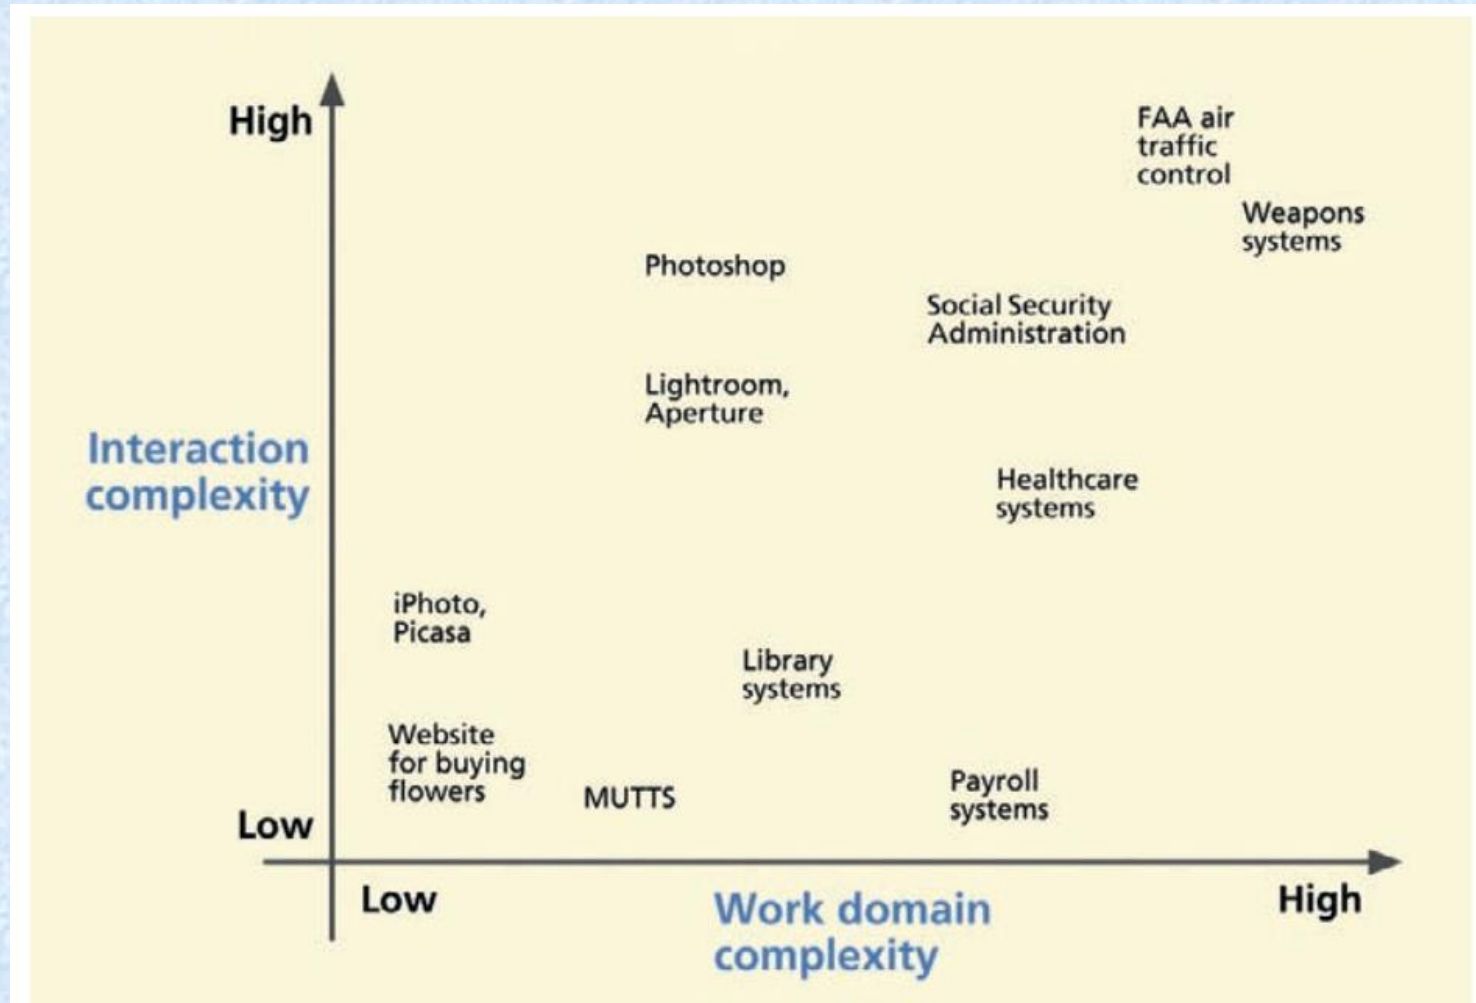 High
FAA air
traffic
control
Weapons
systems
Photoshop
Social Security
Administration
Lightroom,
Aperture
Interaction
complexity
Healthcare
systems
iPhoto,
Picasa
Library
systems
Website
for buying
flowers
MUTTS
Payroll
systems
Low
Low
Work domain
complexity
High